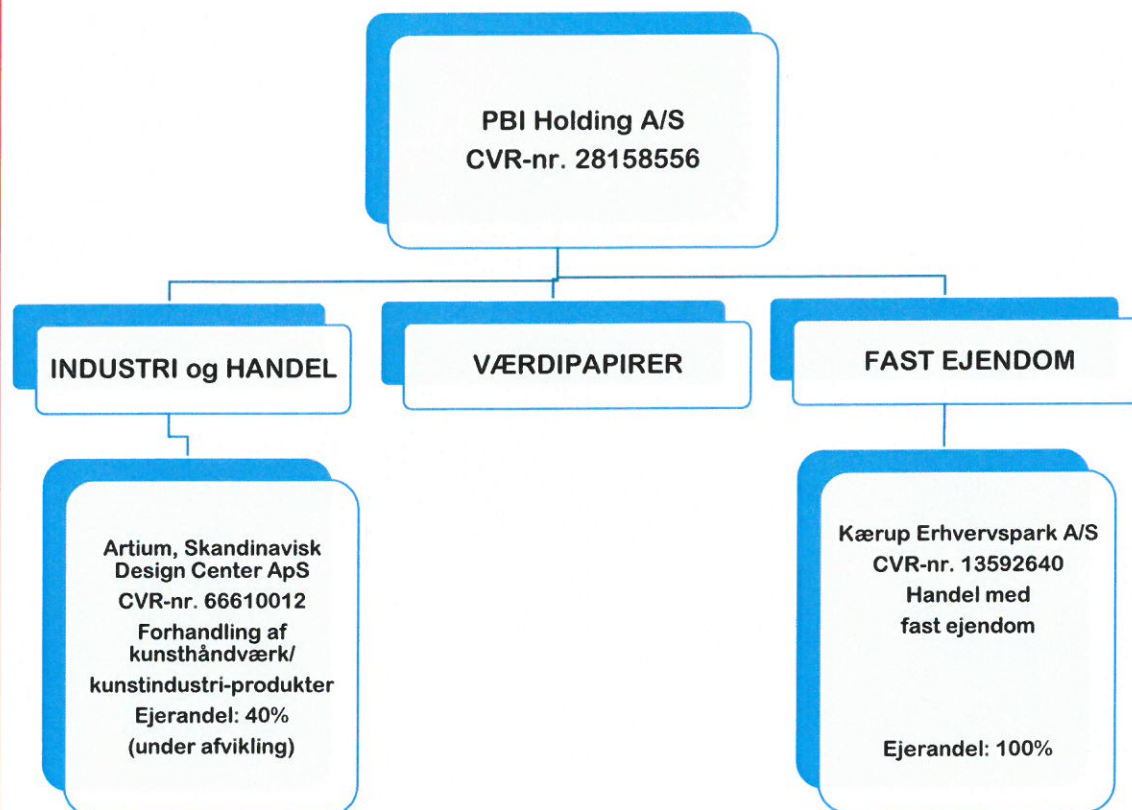 PBI Holding A/S
CVR-nr. 28158556
INDUSTRI og HANDEL
VÆRDIPAPIRER
FAST EJENDOM
Artium, Skandinavisk
Design Center ApS
CVR-nr. 66610012
Forhandling af
kunsthåndværk/
kunstindustri-produkter
Ejerandel: 40%
(under afvikling)
Kærup Erhvervspark A/S
CVR-nr. 13592640
Handel med
fast ejendom
Ejerandel: 100%